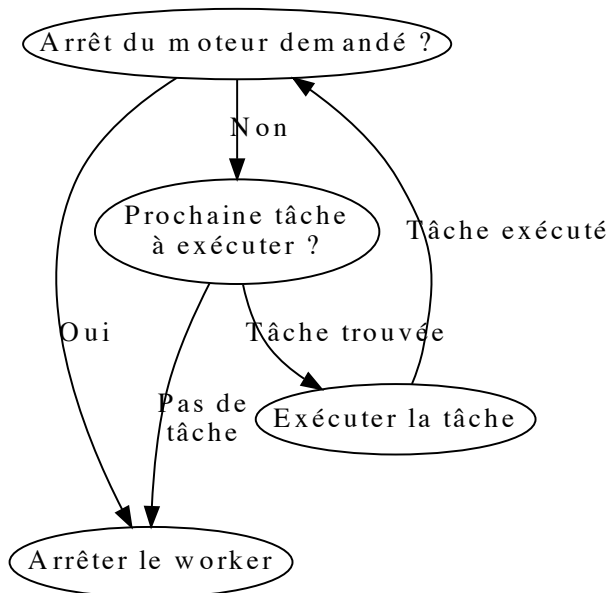 Arrêt du moteur demandé ?
Non
Prochaine tâche
à exécuter ?
Tâche exécuté
Oui
Tâche trouvée
Pas de
tâche
Exécuter la tâche
Arrêter le worker